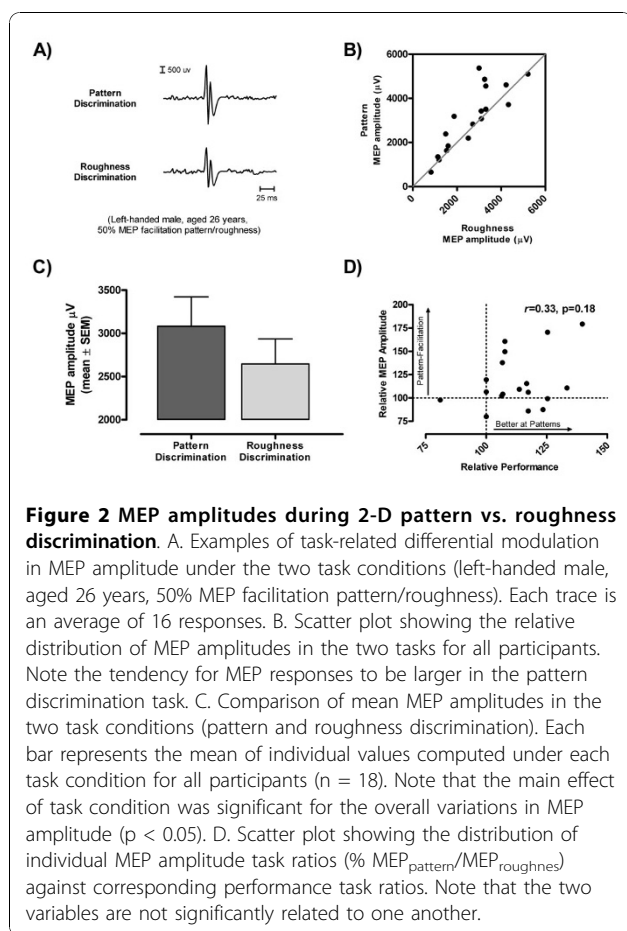 A)
500 uv
Pattern
Discrimination
Roughness
Discrimination
25 ms
(Left-handed male, aged 26 years,
50% MEP facilitation pattern/roughness)
B)
Pattern
MEP amplitude (μV)
6000
4000
2000
0
0
2000
4000
6000
Roughness
MEP amplitude (μV)
C)
MEP amplitude μV
(mean ± SEM)
3500
3000
2500
2000
Pattern
Discrimination
Roughness
Discrimination
D)
r=0.33, p=0.18
Relative MEP Amplitude
Pattern-Facilitation
200
175
150
125
100
75
Better at Patterns
75
100
125
150
Relative Performance
Figure 2 MEP amplitudes during 2-D pattern vs. roughness
discrimination. A. Examples of task-related differential modulation
in MEP amplitude under the two task conditions (left-handed male,
aged 26 years, 50% MEP facilitation pattern/roughness). Each trace is
an average of 16 responses. B. Scatter plot showing the relative
distribution of MEP amplitudes in the two tasks for all participants.
Note the tendency for MEP responses to be larger in the pattern
discrimination task. C. Comparison of mean MEP amplitudes in the
two task conditions (pattern and roughness discrimination). Each
bar represents the mean of individual values computed under each
task condition for all participants (n = 18). Note that the main effect
of task condition was significant for the overall variations in MEP
amplitude (p < 0.05). D. Scatter plot showing the distribution of
individual MEP amplitude task ratios (% MEPpattern/MEProughnes)
against corresponding performance task ratios. Note that the two
variables are not significantly related to one another.